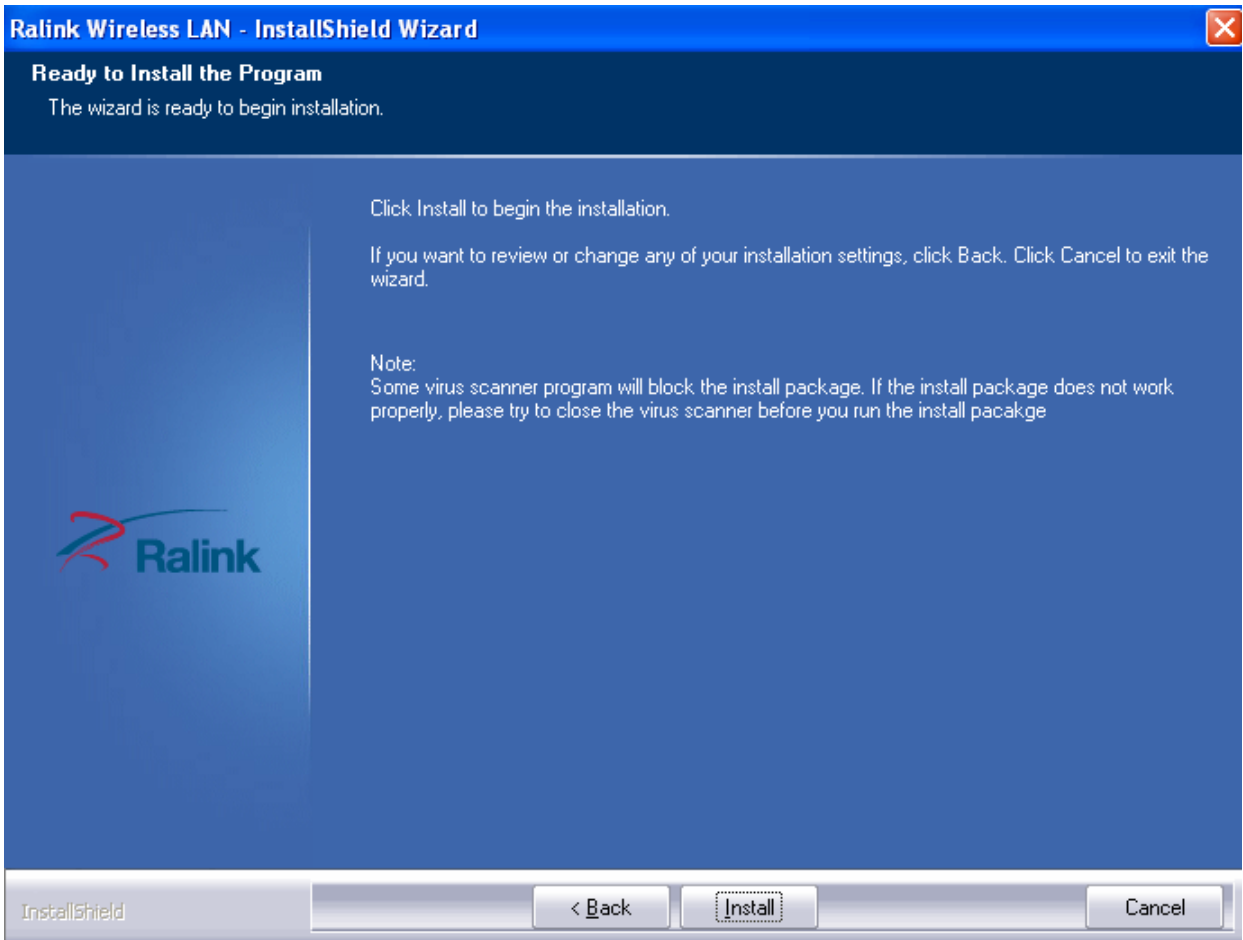 Ralink Wireless LAN - InstallShield Wizard
Ready to Install the Program
The wizard is ready to begin installation.
Click Install to begin the installation.
If you want to review or change any of your installation settings, click Back. Click Cancel to exit the
wizard.
Note:
Some virus scanner program will block the install package. If the install package does not work
properly, please try to close the virus scanner before you run the install pacakge
Ralink
InstallShield
< Back
Install
Cancel